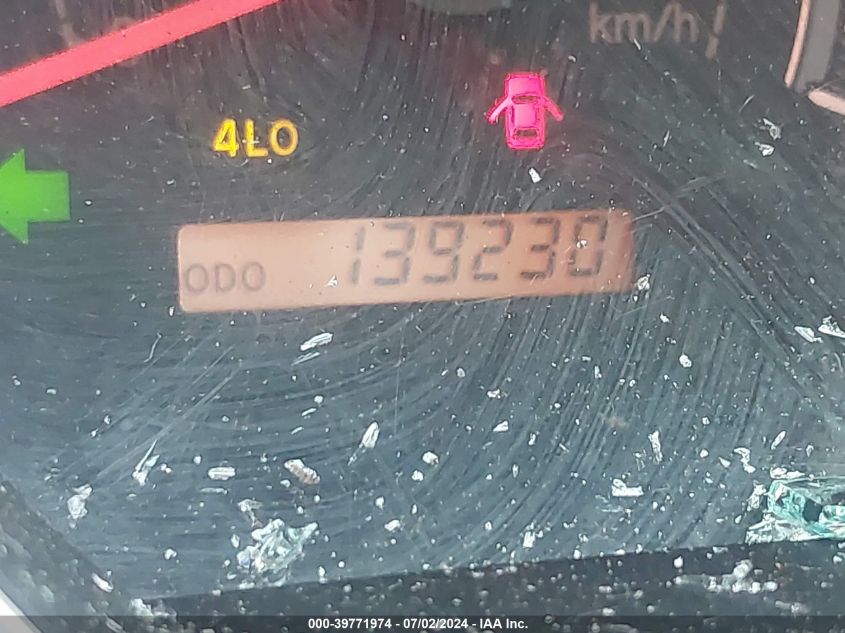 km/h
4LO
ODO 139230
000-39771974 / 07/02/2024 - IAA Inc.